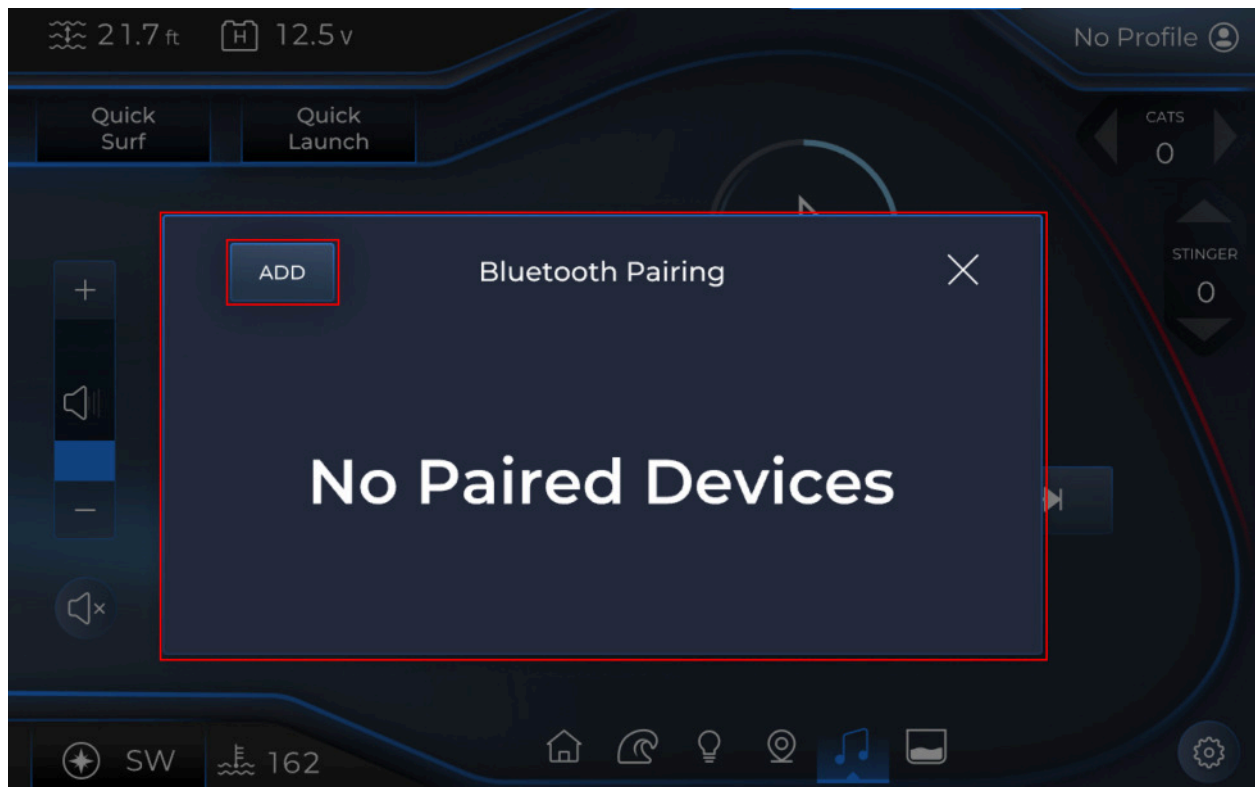 21.7 ft
H 12.5 v
No Profile
Quick
Surf
Quick
Launch
CATS
0
STINGER
0
ADD
Bluetooth Pairing
No Paired Devices
SW
162